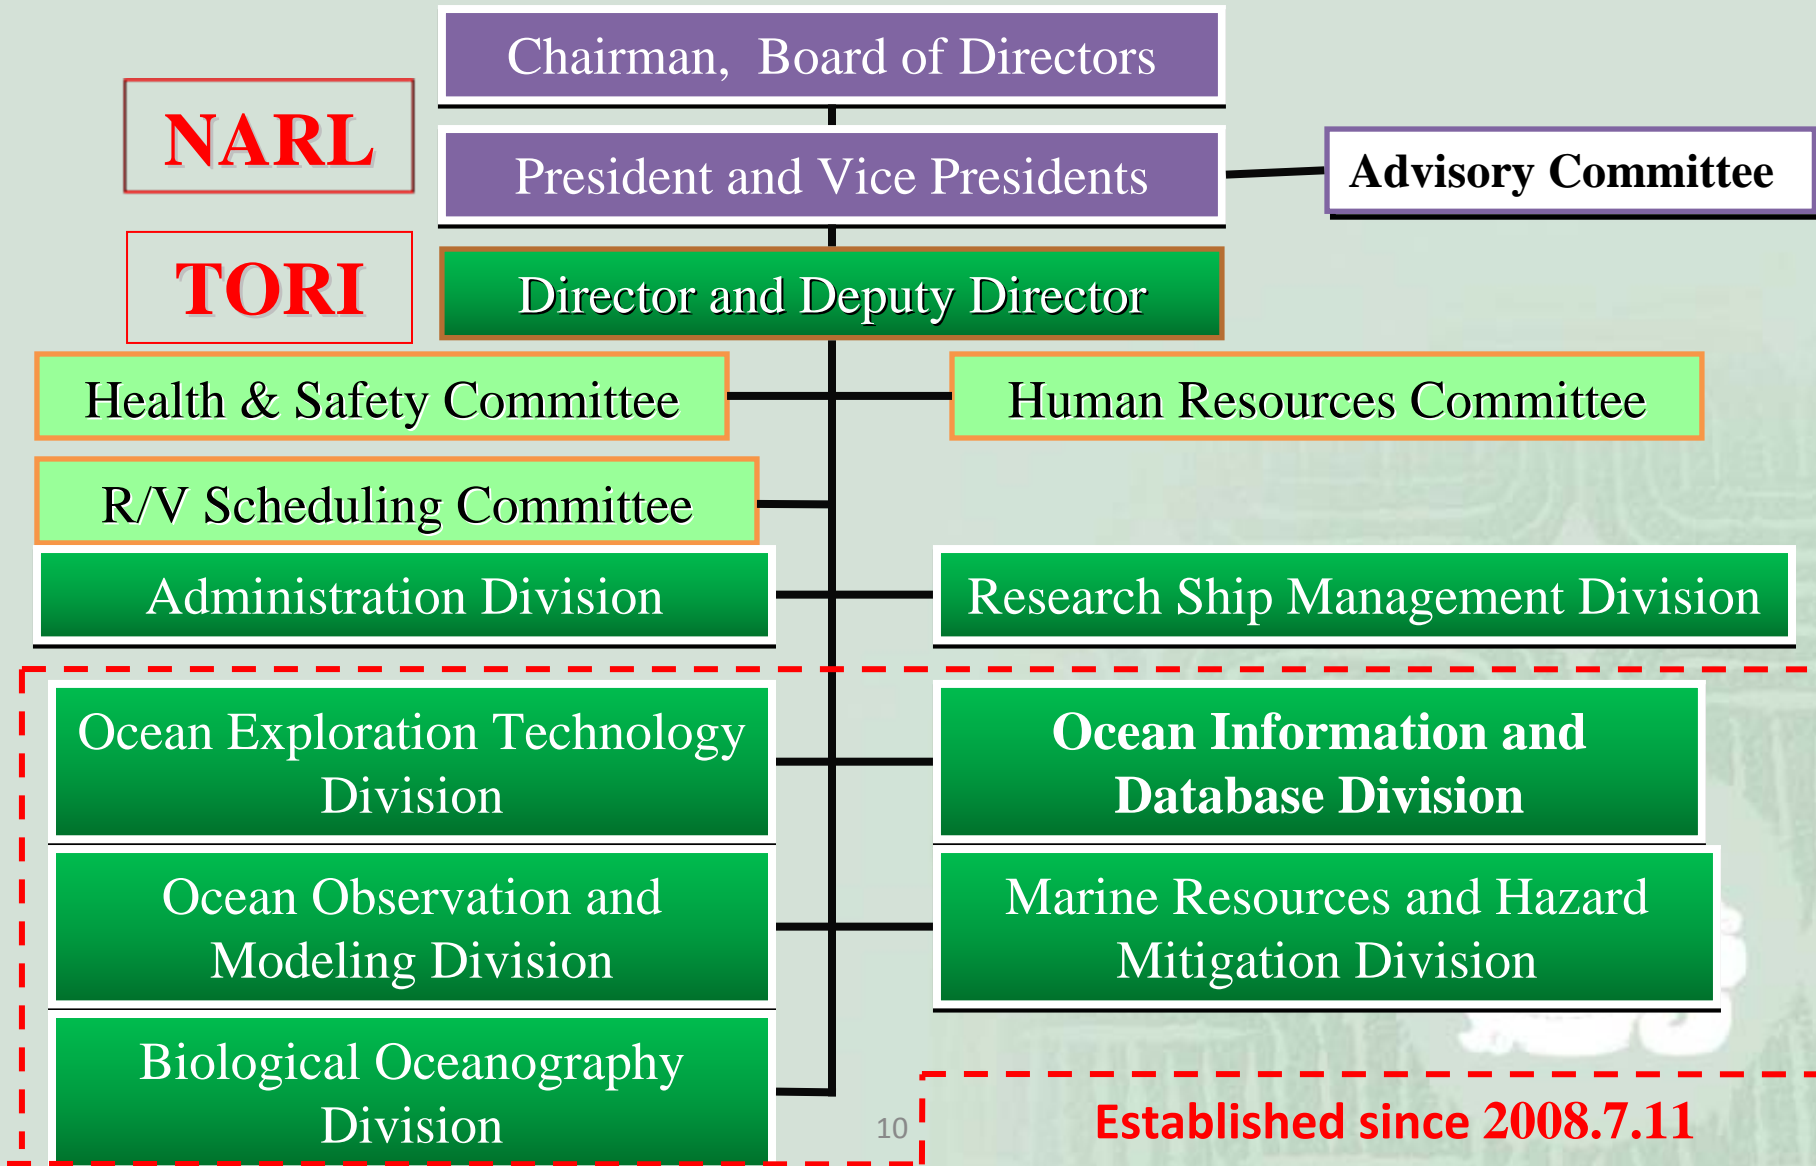 Chairman, Board of Directors
NARL
President and Vice Presidents
Advisory Committee
TORI
Director and Deputy Director
Health & Safety Committee
Human Resources Committee
R/V Scheduling Committee
Administration Division
Research Ship Management Division
Ocean Exploration Technology
Division
Ocean Information and
Database Division
Ocean Observation and
Modeling Division
Marine Resources and Hazard
Mitigation Division
Biological Oceanography
Division
10
Established since 2008.7.11